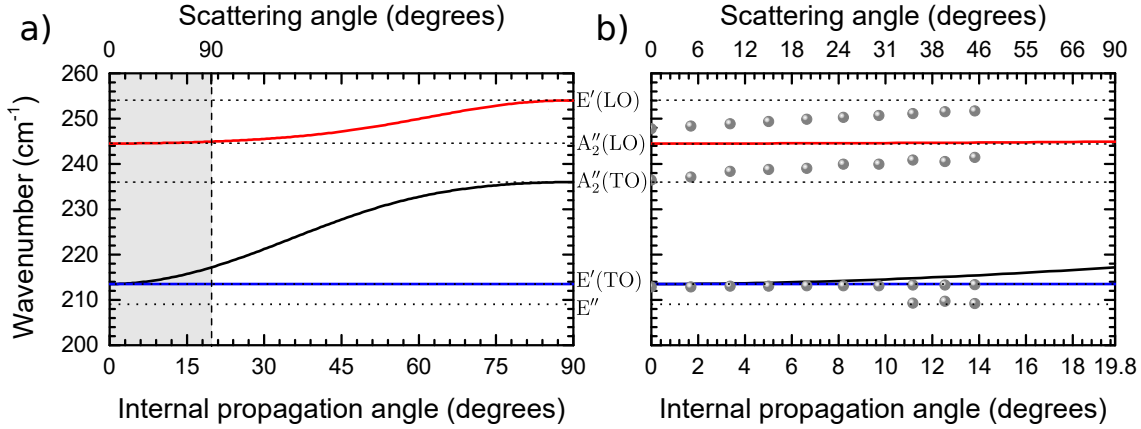 a)
Scattering angle (degrees)
0 90
260
250
240
230
220
210
200
Wavenumber (cm⁻¹)
0 15 30 45 60 75 90
Internal propagation angle (degrees)
E′(LO)
A₂″(LO)
A₂″(TO)
E′(TO)
E″
b)
Scattering angle (degrees)
0 6 10 12 18 24 31 35 40 46 55 66 90
0 2 4 6 8 10 12 14 16 18 19.8
Internal propagation angle (degrees)